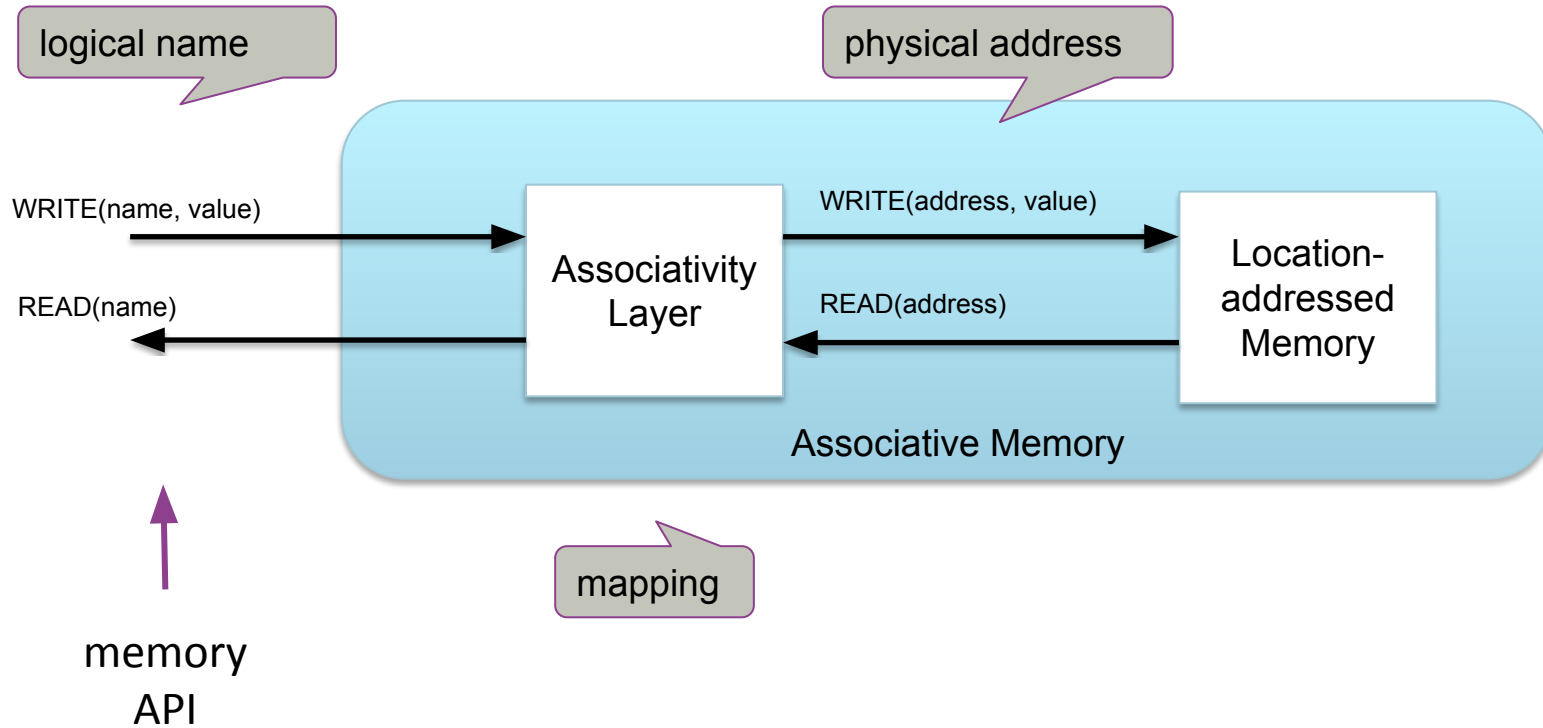 logical name
physical address
WRITE(name, value)
WRITE(address, value)
Associativity
Layer
Location-
addressed
Memory
READ(name)
READ(address)
Associative Memory
mapping
memory
API